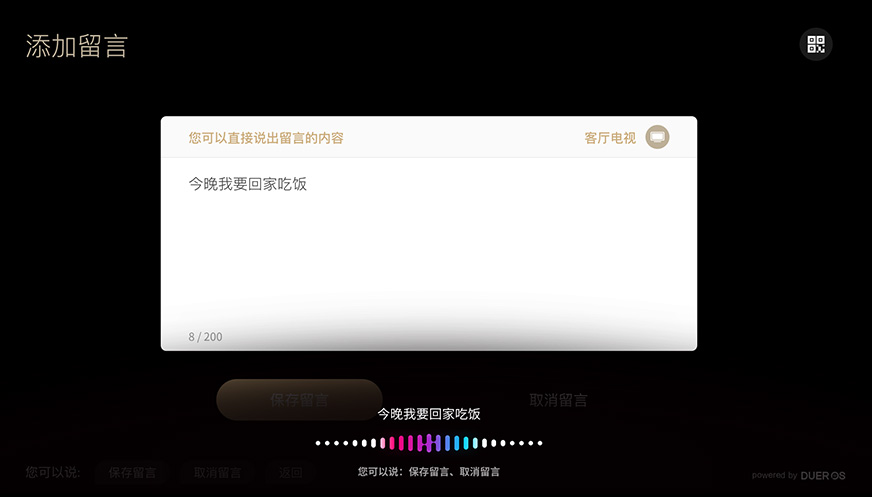 添加留言
您可以直接说出留言的内容
客厅电视
今晚我要回家吃饭
8 / 200
保存留言
取消留言
今晚我要回家吃饭
您可以说:
保存留言
取消留言
返回
您可以说：保存留言、取消留言
powered by DUEROS